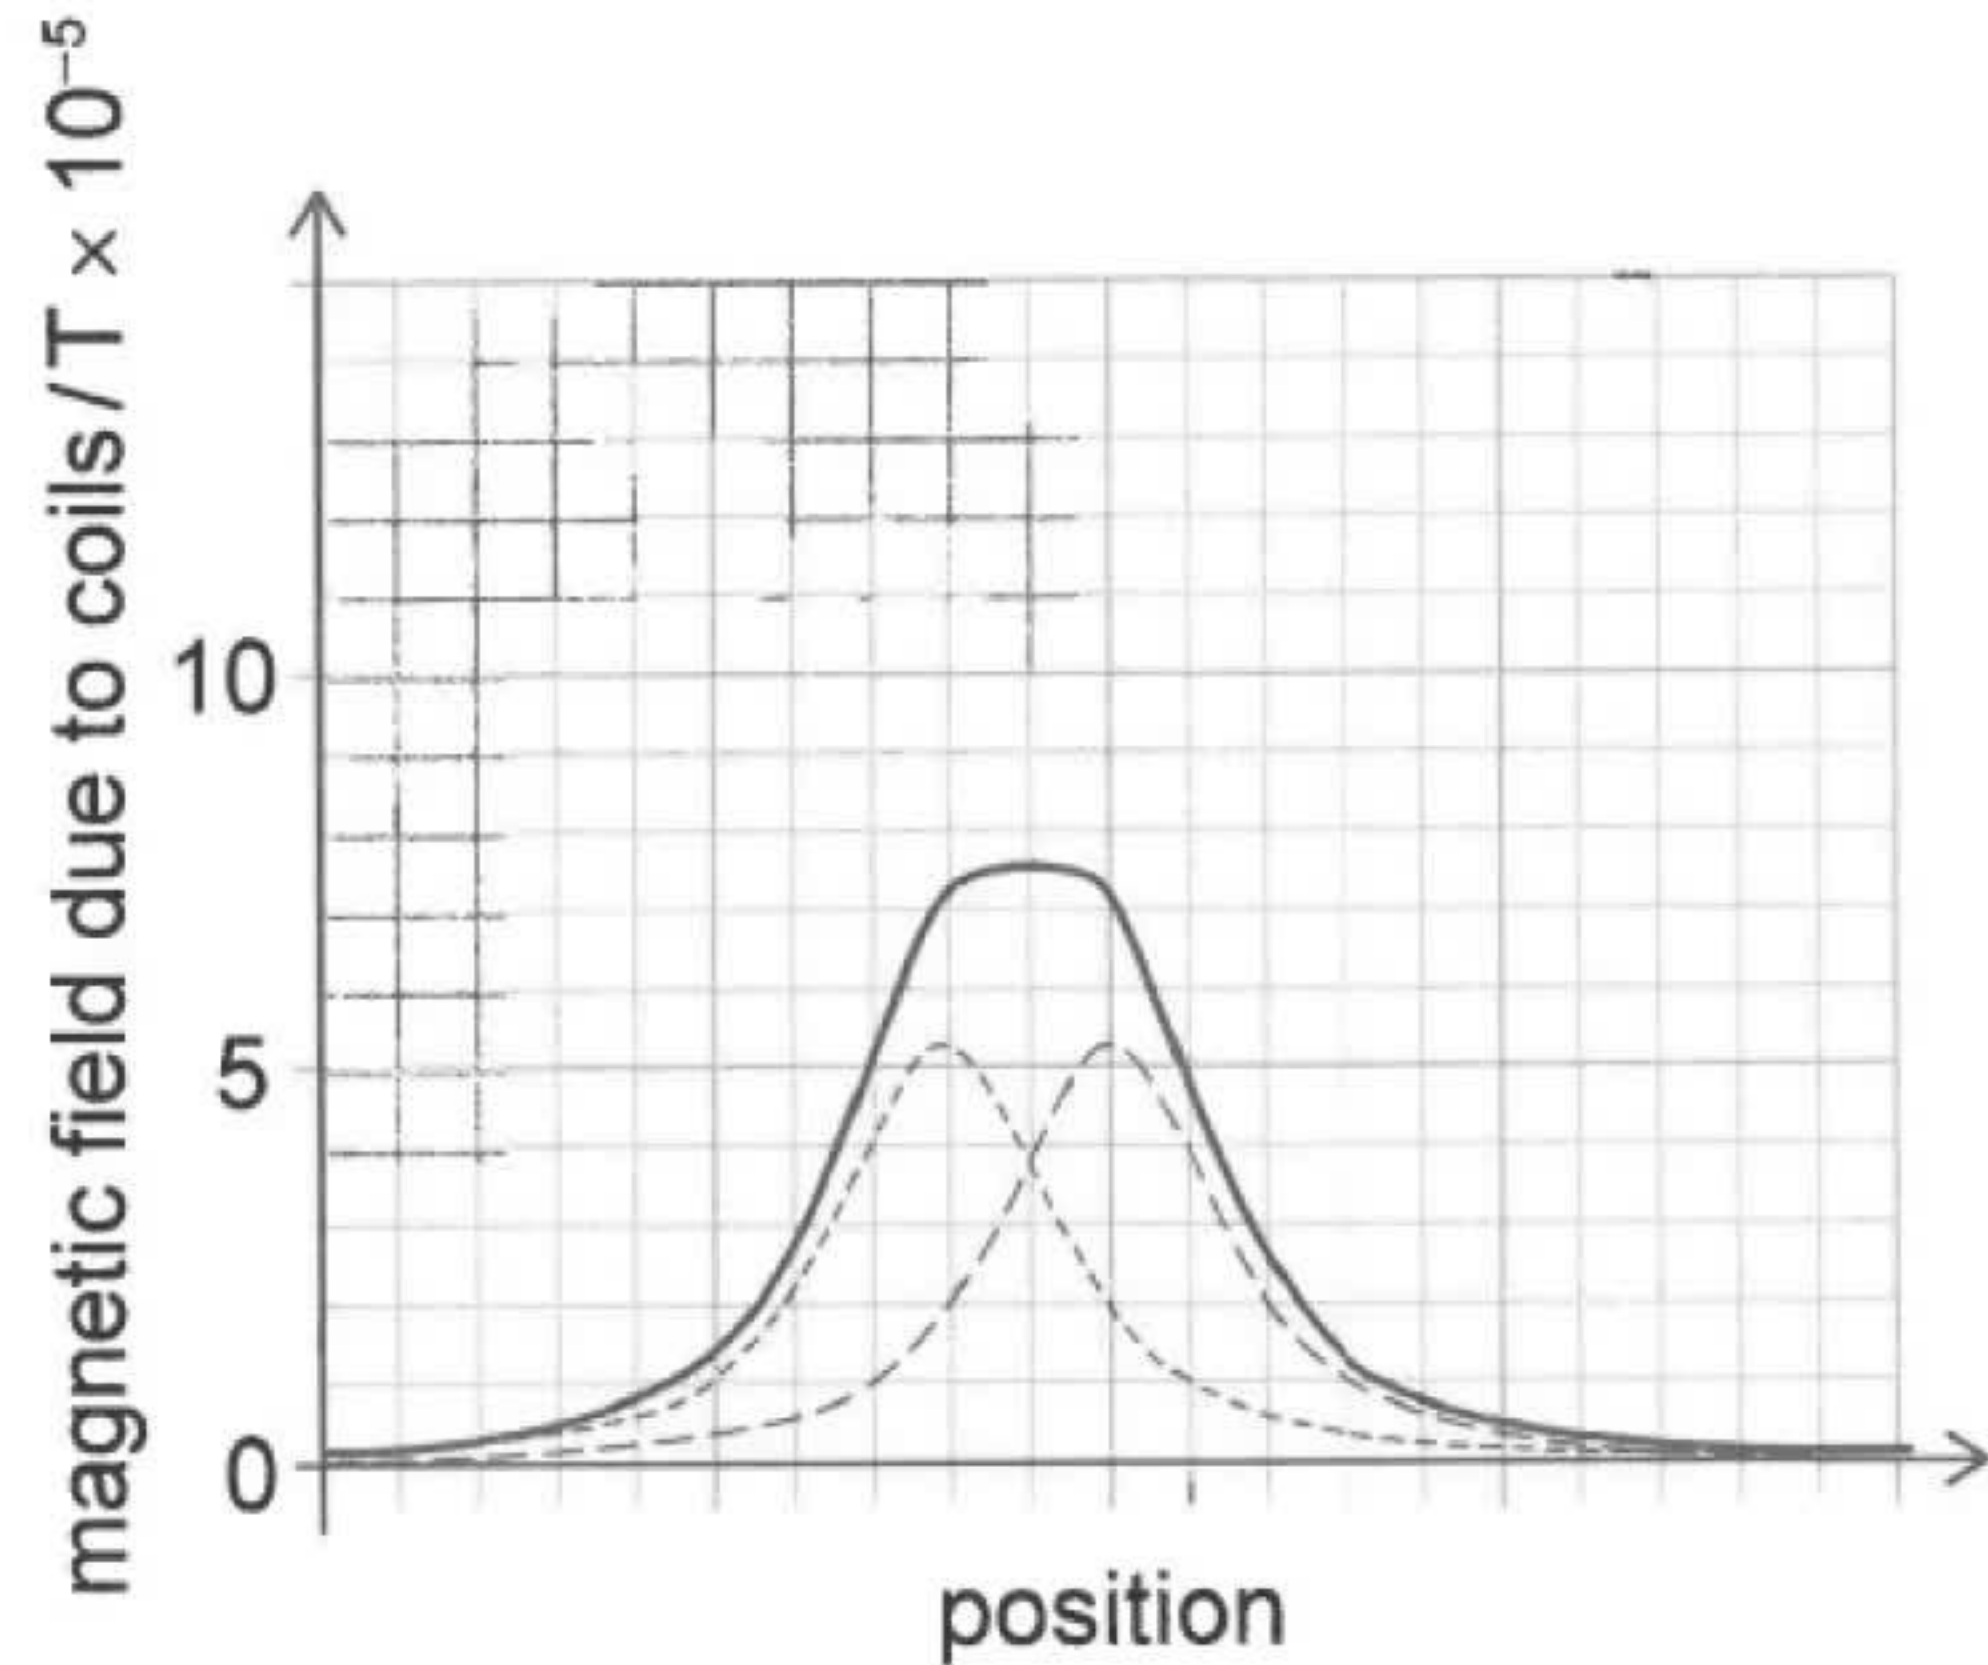 magnetic field due to coils/T × 10⁻⁵
10
5
0
position